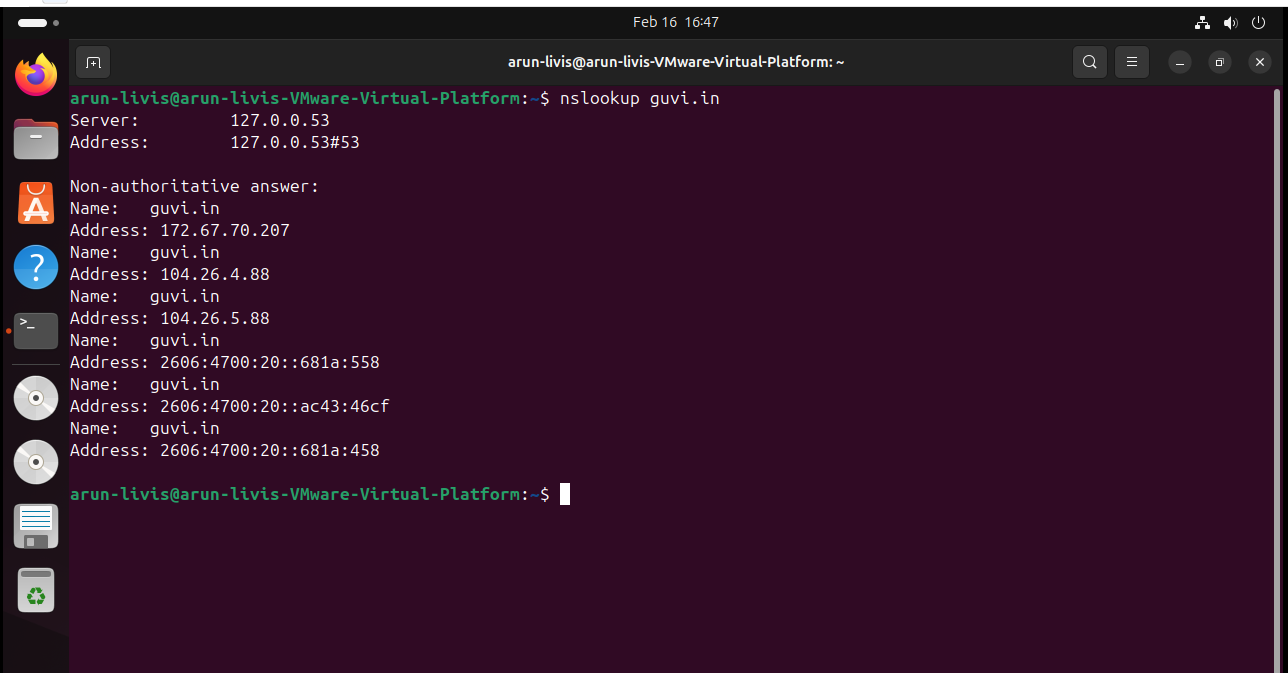 Feb 16  16:47
arun-livis@arun-livis-VMware-Virtual-Platform: ~
arun-livis@arun-livis-VMware-Virtual-Platform:~$ nslookup guvi.in
Server:         127.0.0.53
Address:        127.0.0.53#53

Non-authoritative answer:
Name:   guvi.in
Address: 172.67.70.207
Name:   guvi.in
Address: 104.26.4.88
Name:   guvi.in
Address: 104.26.5.88
Name:   guvi.in
Address: 2606:4700:20::681a:558
Name:   guvi.in
Address: 2606:4700:20::ac43:46cf
Name:   guvi.in
Address: 2606:4700:20::681a:458

arun-livis@arun-livis-VMware-Virtual-Platform:~$